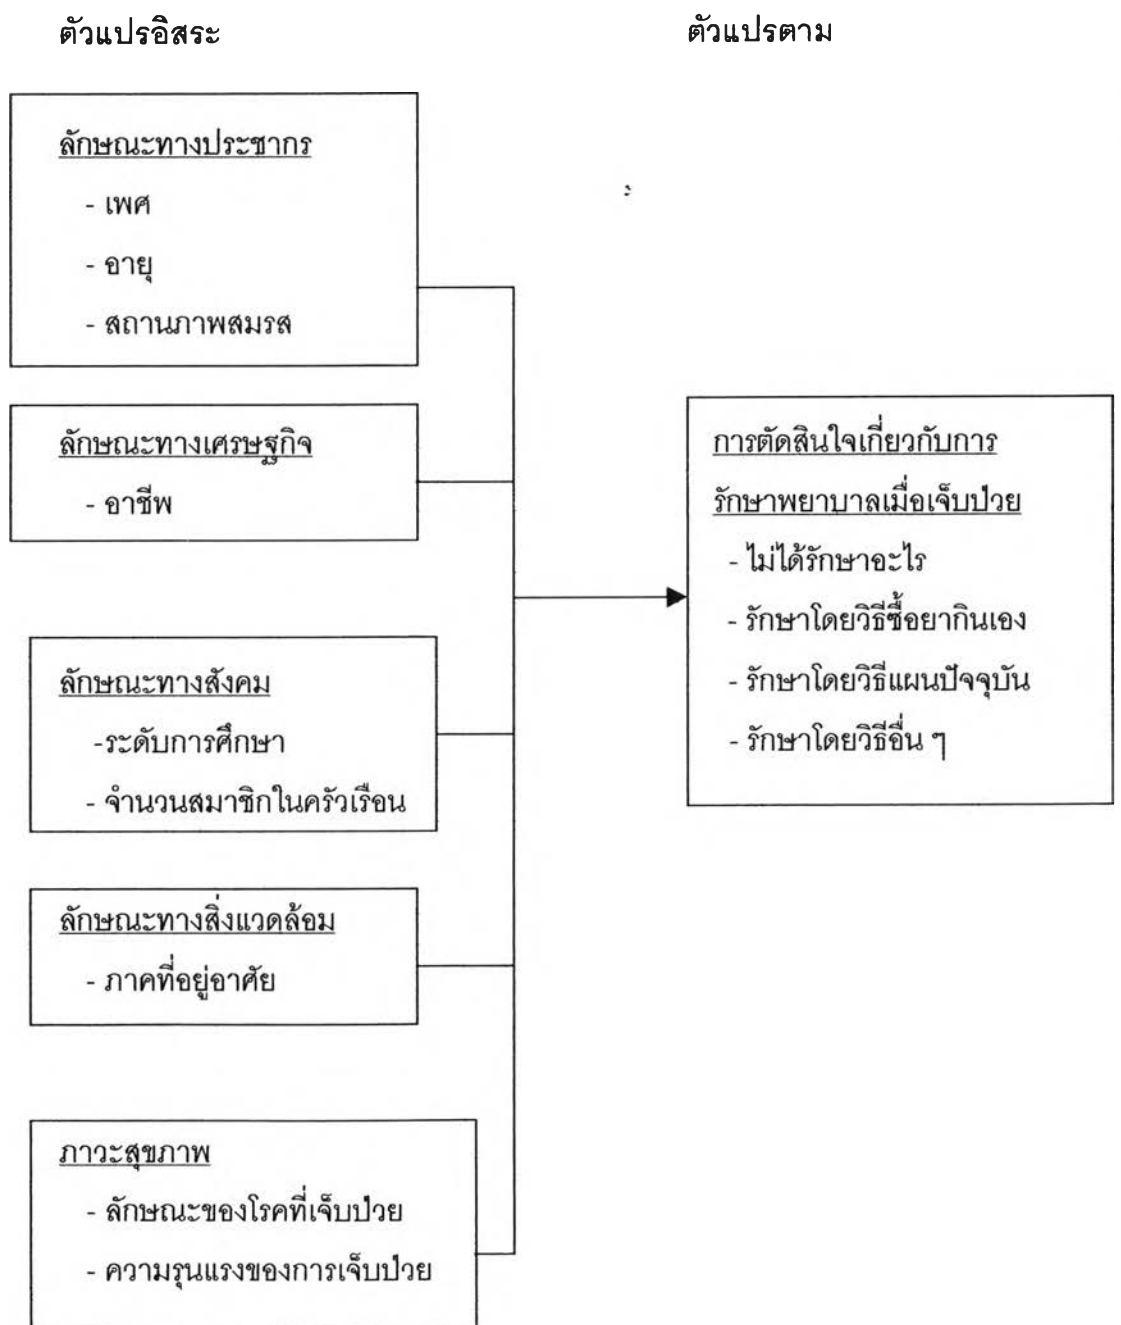 ตัวแปรอิสระ
ตัวแปรตาม
ลักษณะทางประชากร
- เพศ
- อายุ
- สถานภาพสมรส
ลักษณะทางเศรษฐกิจ
- อาชีพ
ลักษณะทางสังคม
-ระดับการศึกษา
- จำนวนสมาชิกในครัวเรือน
ลักษณะทางสิ่งแวดล้อม
- ภาคที่อยู่อาศัย
ภาวะสุขภาพ
- ลักษณะของโรคที่เจ็บป่วย
- ความรุนแรงของการเจ็บป่วย
การตัดสินใจเกี่ยวกับการ
รักษาพยาบาลเมื่อเจ็บป่วย
- ไม่ได้รักษาอะไร
- รักษาโดยวิธีซื้อยากินเอง
- รักษาโดยวิธีแผนปัจจุบัน
- รักษาโดยวิธีอื่น ๆ